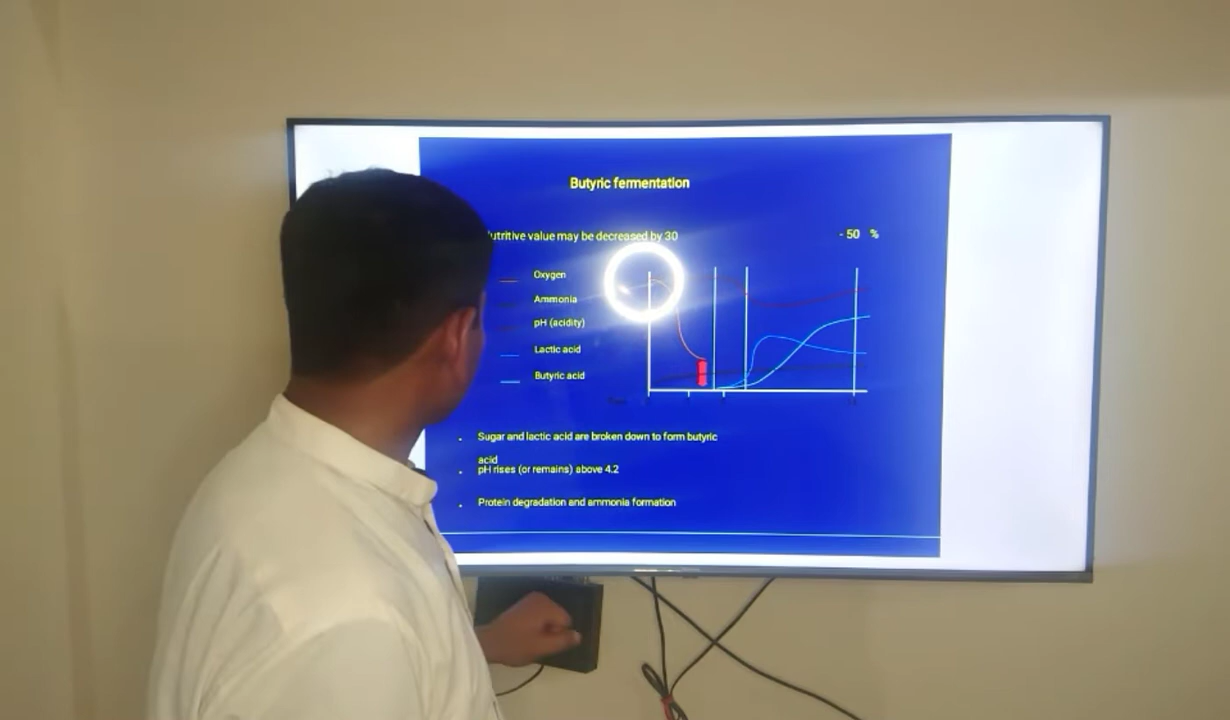 Butyric fermentation
utritive value may be decreased by 30 - 50 %
Oxygen
Ammonia
pH (acidity)
Lactic acid
Butyric acid
Sugar and lactic acid are broken down to form butyric
acid
pH rises (or remains) above 4.2
Protein degradation and ammonia formation